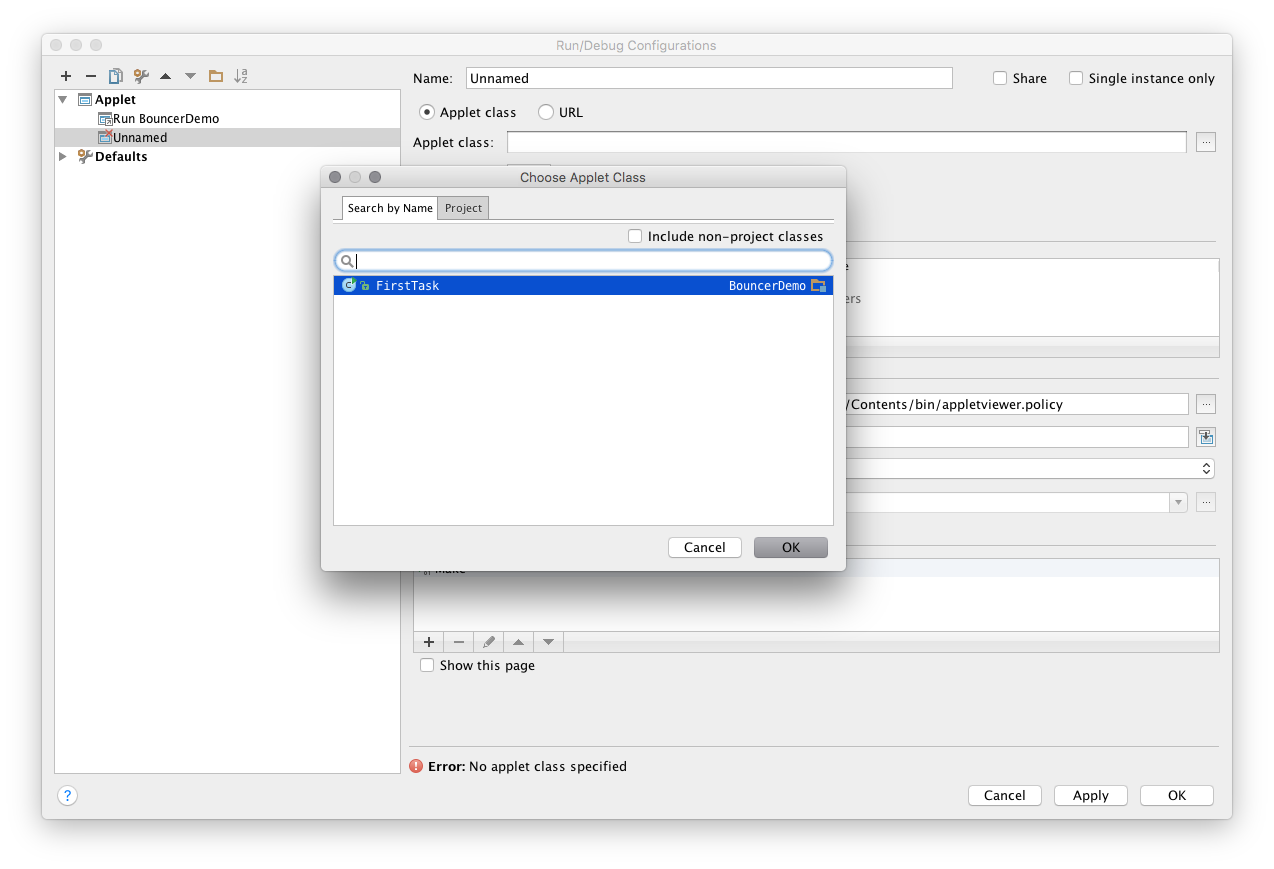 Run/Debug Configurations
Name: Unnamed Share Single instance only
Applet
Run BouncerDemo
Unnamed
Defaults
Applet class URL
Applet class:
Choose Applet Class
Search by Name Project
Include non-project classes
FirstTask BouncerDemo
Cancel OK
/Contents/bin/appletviewer.policy
Make
Show this page
Error: No applet class specified
? Cancel Apply OK